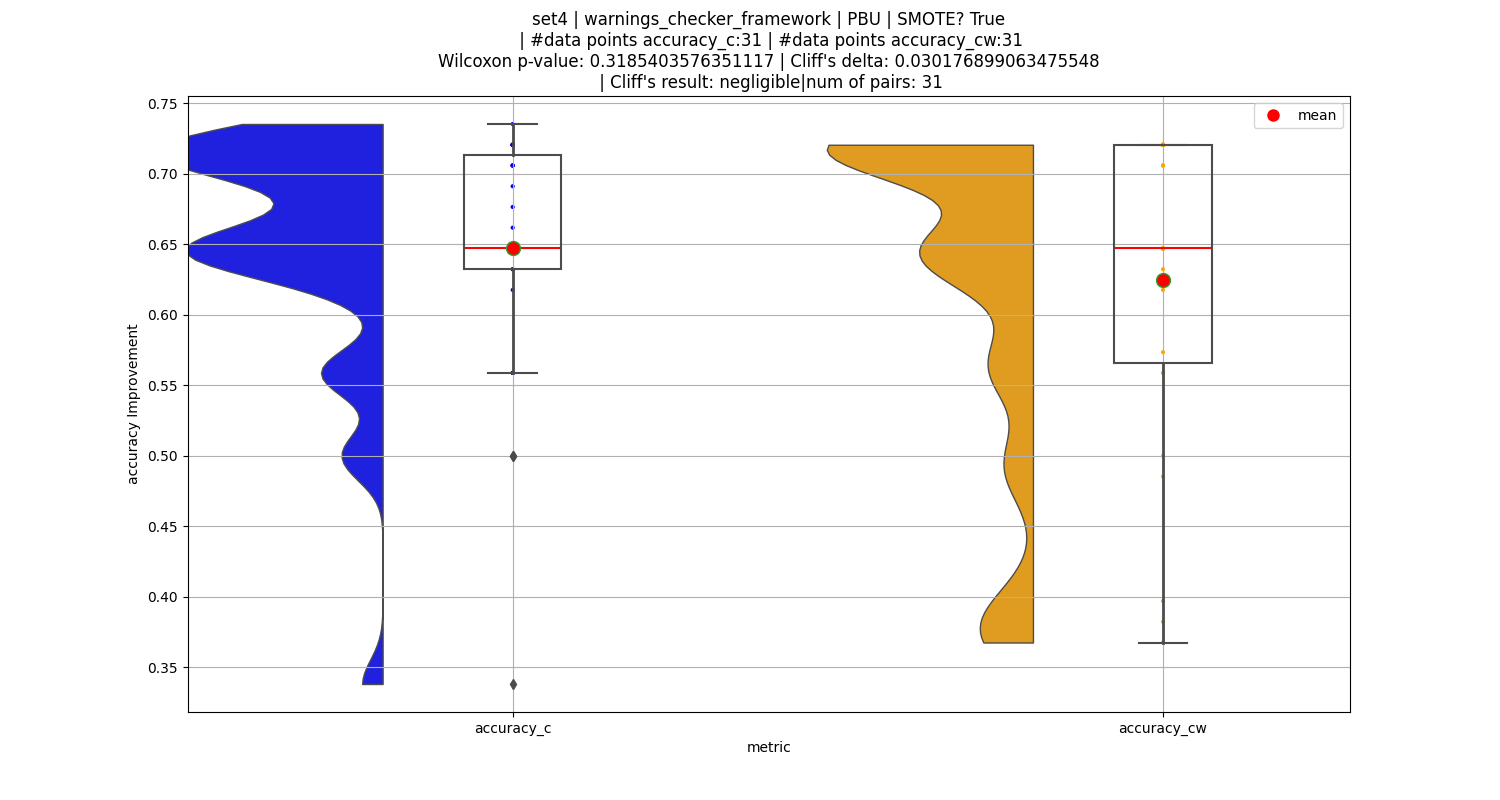 set4 | warnings_checker_framework | PBU | SMOTE? True
| #data points accuracy_c:31 | #data points accuracy_cw:31
Wilcoxon p-value: 0.3185403576351117 | Cliff's delta: 0.030176899063475548
| Cliff's result: negligible|num of pairs: 31
mean
accuracy Improvement
0.75
0.70
0.65
0.60
0.55
0.50
0.45
0.40
0.35
accuracy_c
accuracy_cw
metric